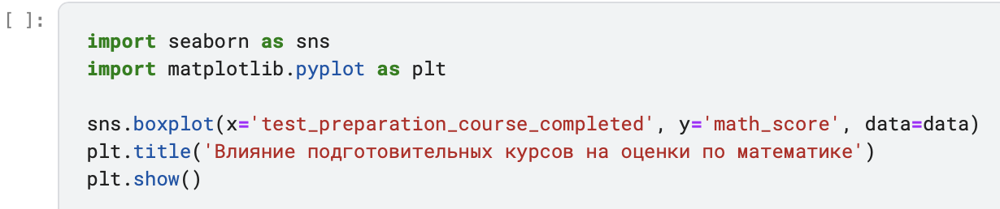 [ ]:
import seaborn as sns
import matplotlib.pyplot as plt
sns.boxplot(x='test_preparation_course_completed', y='math_score', data=data)
plt.title('Влияние подготовительных курсов на оценки по математике')
plt.show()